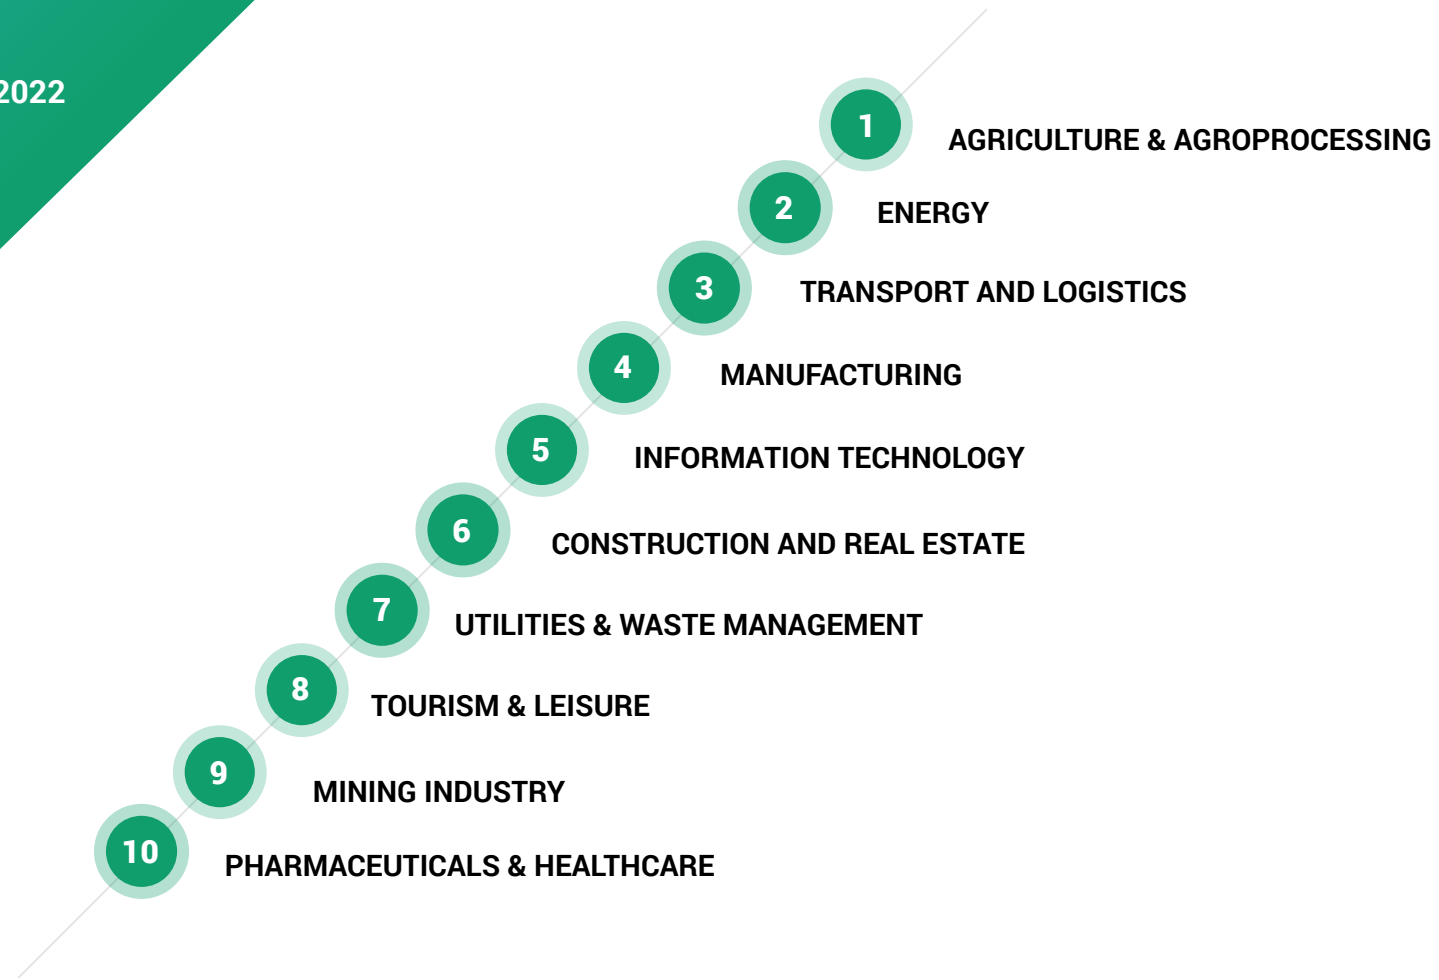 2022
1
AGRICULTURE & AGROPROCESSING
2
ENERGY
3
TRANSPORT AND LOGISTICS
4
MANUFACTURING
5
INFORMATION TECHNOLOGY
6
CONSTRUCTION AND REAL ESTATE
7
UTILITIES & WASTE MANAGEMENT
8
TOURISM & LEISURE
9
MINING INDUSTRY
10
PHARMACEUTICALS & HEALTHCARE